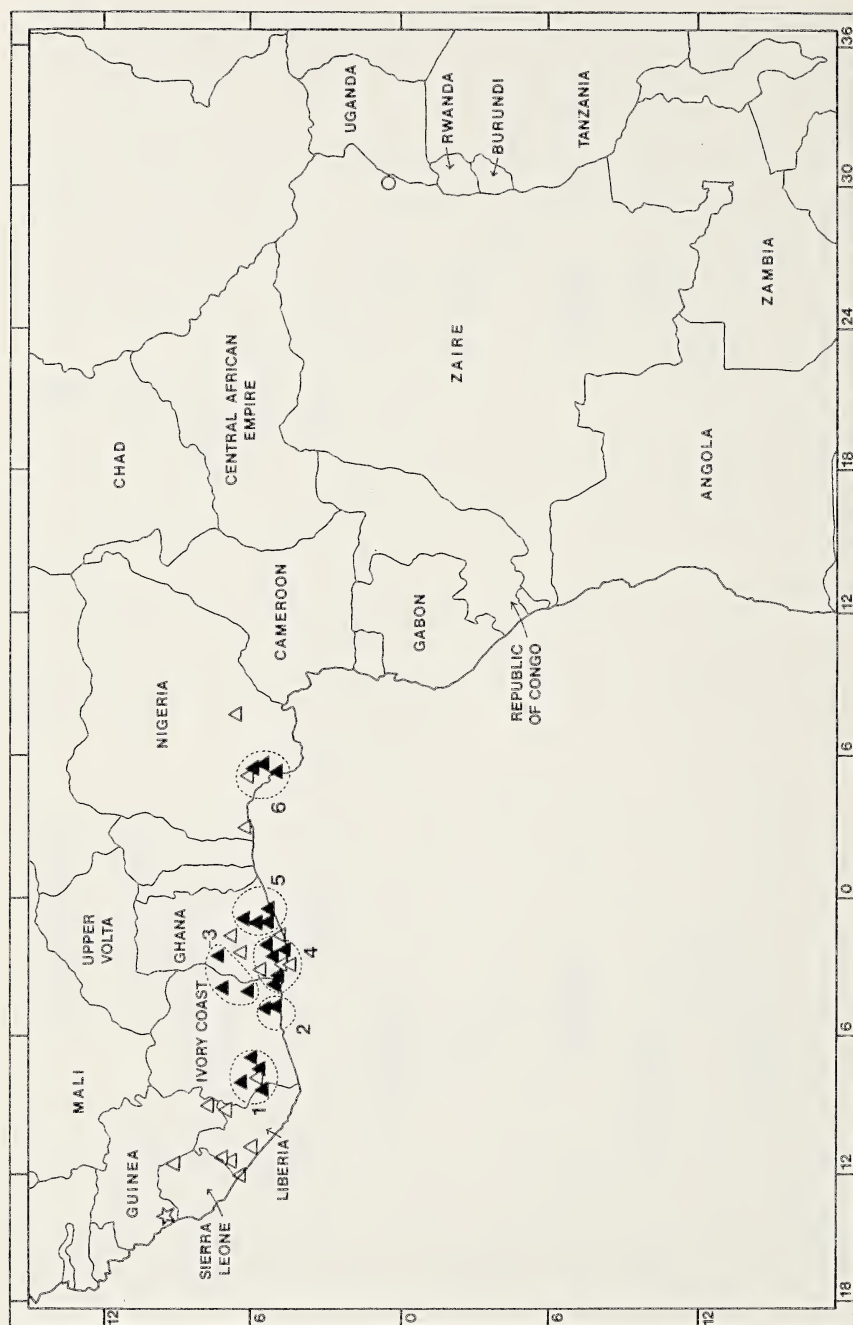 MALI
UPPER
VOLTA
CHAD
GUINEA
IVORY COAST
GHANA
NIGERIA
CENTRAL AFRICAN
EMPIRE
SIERRA
LEONE
LIBERIA
CAMEROON
UGANDA
1
2
3
4
5
6
GABON
REPUBLIC
OF CONGO
ZAIRE
RWANDA
BURUNDI
TANZANIA
ANGOLA
ZAMBIA
12
6
0
6
12
18
12
6
0
6
12
18
24
30
36